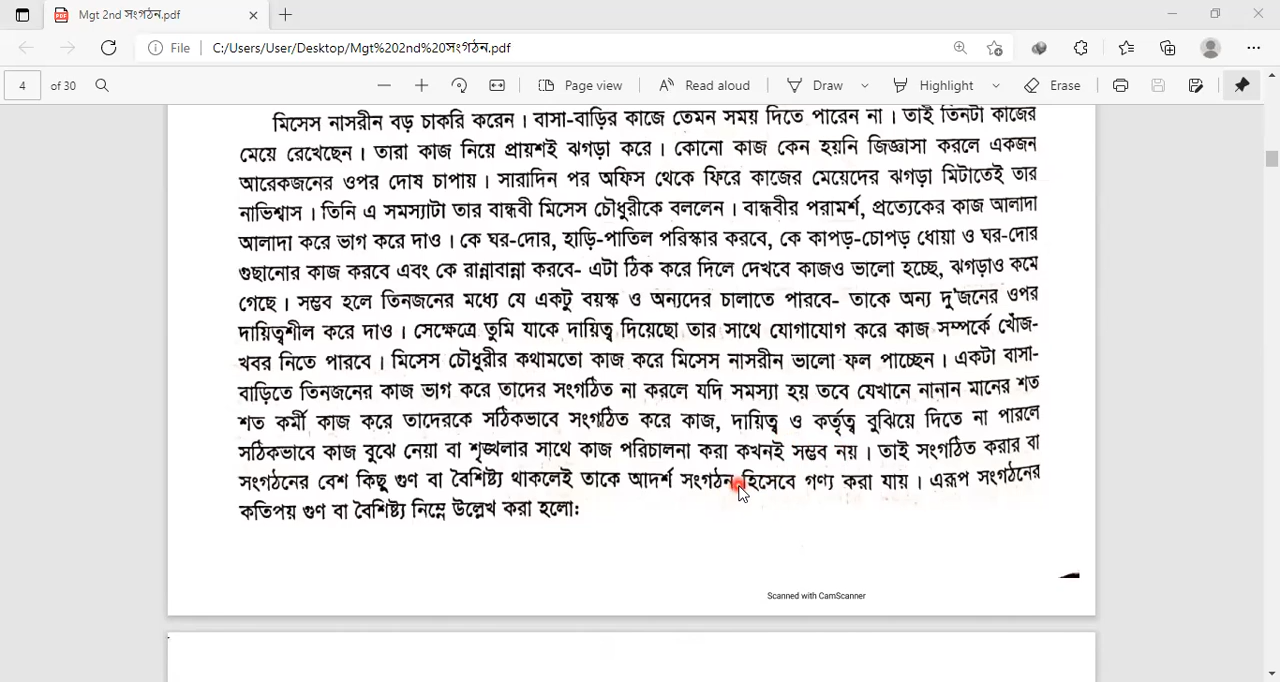 Mgt 2nd সংগঠন.pdf
File C:/Users/User/Desktop/Mgt%202nd%20সংগঠন.pdf
4 of 30 Page view Read aloud Draw Highlight Erase
মিসেস নাসরীন বড় চাকরি করেন। বাসা-বাড়ির কাজে তেমন সময় দিতে পারেন না। তাই তিনটা কাজের
মেয়ে রেখেছেন। তারা কাজ নিয়ে প্রায়শই ঝগড়া করে। কোনো কাজ কেন হয়নি জিজ্ঞাসা করলে একজন
আরেকজনের ওপর দোষ চাপায়। সারাদিন পর অফিস থেকে ফিরে কাজের মেয়েদের ঝগড়া মিটাতেই তার
নাভিশ্বাস। তিনি এ সমস্যাটা তার বান্ধবী মিসেস চৌধুরীকে বললেন। বান্ধবীর পরামর্শ, প্রত্যেকের কাজ আলাদা
আলাদা করে ভাগ করে দাও। কে ঘর-দোর, হাড়ি-পাতিল পরিস্কার করবে, কে কাপড়-চোপড় ধোয়া ও ঘর-দোর
গুছানোর কাজ করবে এবং কে রান্নাবান্না করবে- এটা ঠিক করে দিলে দেখবে কাজও ভালো হচ্ছে, ঝগড়াও কমে
গেছে। সম্ভব হলে তিনজনের মধ্যে যে একটু বয়স্ক ও অন্যদের চালাতে পারবে- তাকে অন্য দু'জনের ওপর
দায়িত্বশীল করে দাও। সেক্ষেত্রে তুমি যাকে দায়িত্ব দিয়েছো তার সাথে যোগাযোগ করে কাজ সম্পর্কে খোঁজ-
খবর নিতে পারবে। মিসেস চৌধুরীর কথামতো কাজ করে মিসেস নাসরীন ভালো ফল পাচ্ছেন। একটা বাসা-
বাড়িতে তিনজনের কাজ ভাগ করে তাদের সংগঠিত না করলে যদি সমস্যা হয় তবে যেখানে নানান মানের শত
শত কর্মী কাজ করে তাদেরকে সঠিকভাবে সংগঠিত করে কাজ, দায়িত্ব ও কর্তৃত্ব বুঝিয়ে দিতে না পারলে
সঠিকভাবে কাজ বুঝে নেয়া বা শৃঙ্খলার সাথে কাজ পরিচালনা করা কখনই সম্ভব নয়। তাই সংগঠিত করার বা
সংগঠনের বেশ কিছু গুণ বা বৈশিষ্ট্য থাকলেই তাকে আদর্শ সংগঠন হিসেবে গণ্য করা যায়। এরূপ সংগঠনের
কতিপয় গুণ বা বৈশিষ্ট্য নিম্নে উল্লেখ করা হলো:
Scanned with CamScanner